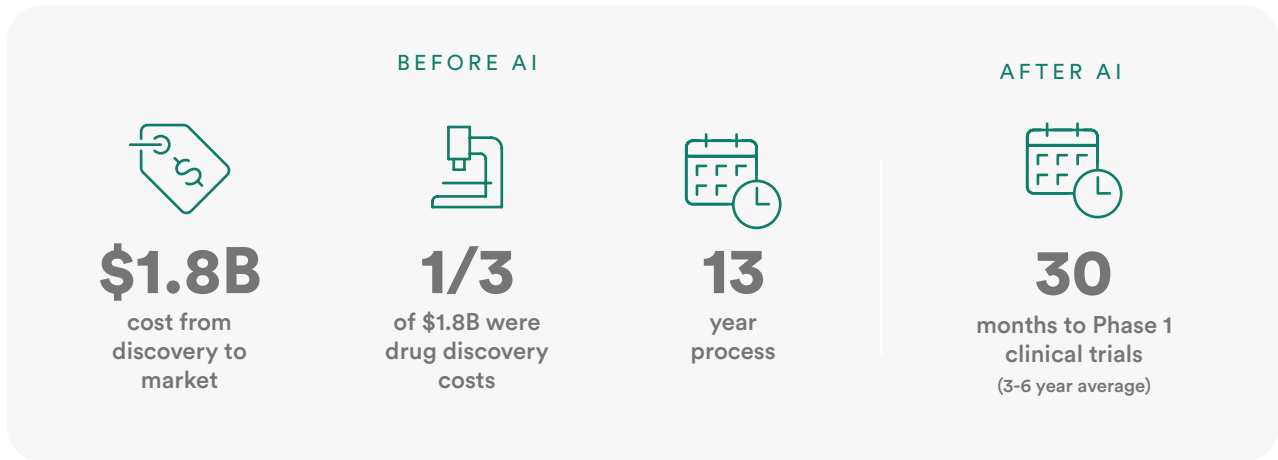 BEFORE AI
$1.8B
cost from
discovery to
market
1/3
of $1.8B were
drug discovery
costs
13
year
process
AFTER AI
30
months to Phase 1
clinical trials
(3-6 year average)